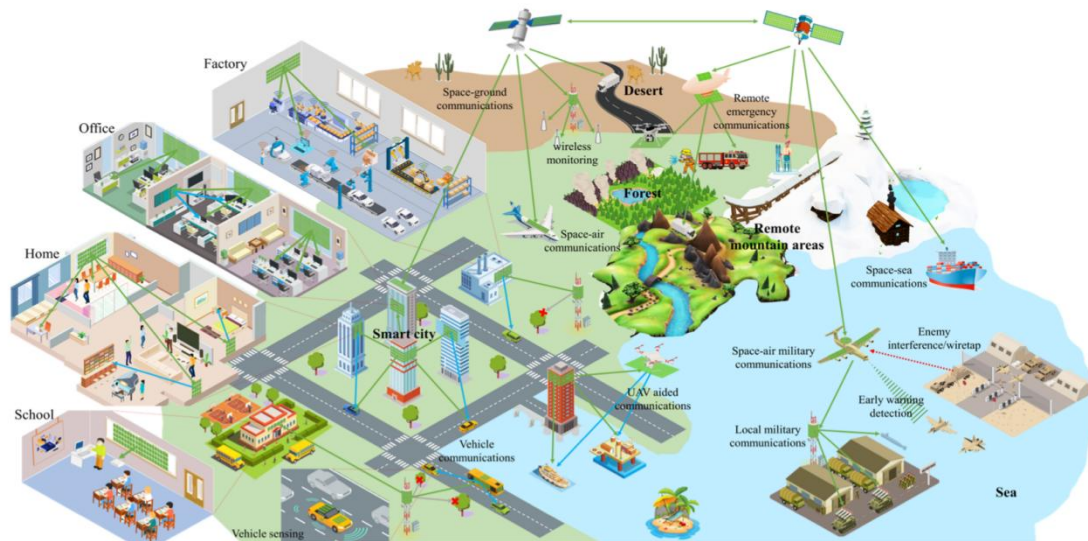 Factory
Space-ground
communications
Desert
Remote
emergency
communications
Office
wireless
monitoring
Forest
Space-air
communications
Remote
mountain areas
Home
Space-sea
communications
Smart city
Enemy
interference/wiretap
Space-air military
communications
UAV aided
communications
Early warning
detection
School
Local military
communications
Vehicle
communications
Sea
Vehicle sensing